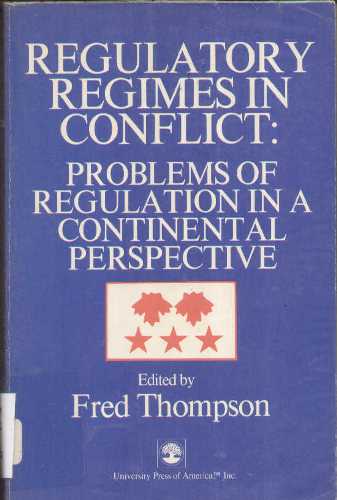 REGULATORY
REGIMES IN
CONFLICT:
PROBLEMS OF
REGULATION IN A
CONTINENTAL
PERSPECTIVE
Edited by
Fred Thompson
University Press of America,™ Inc.